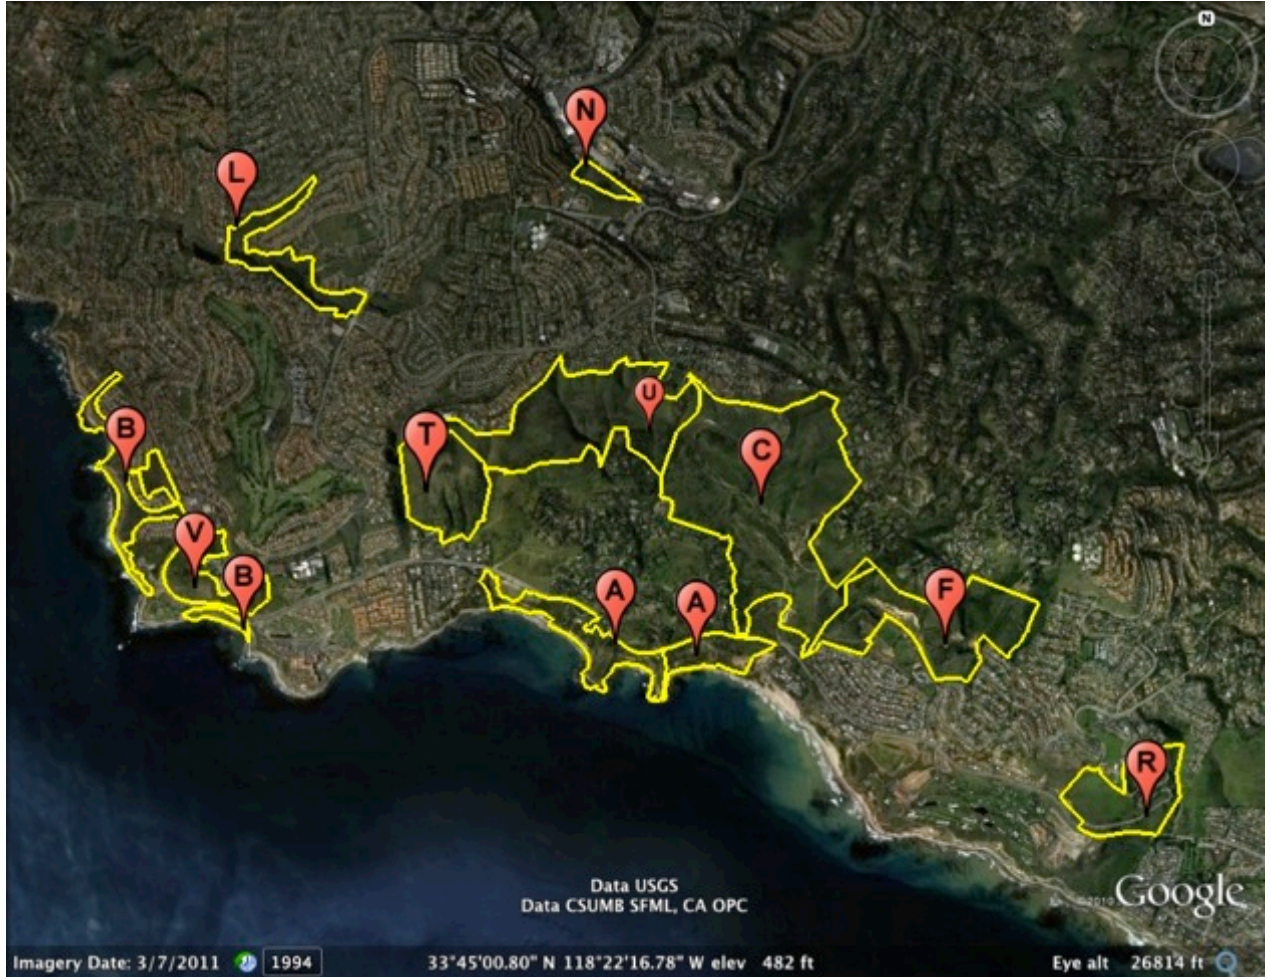 N
N
L
U
B
T
C
V
B
A
A
F
R
Data USGS
Data CSUMB SFML, CA OPC
©2010 Google
Imagery Date: 3/7/2011 1994 33°45'00.80" N 118°22'16.78" W elev 482 ft Eye alt 26814 ft